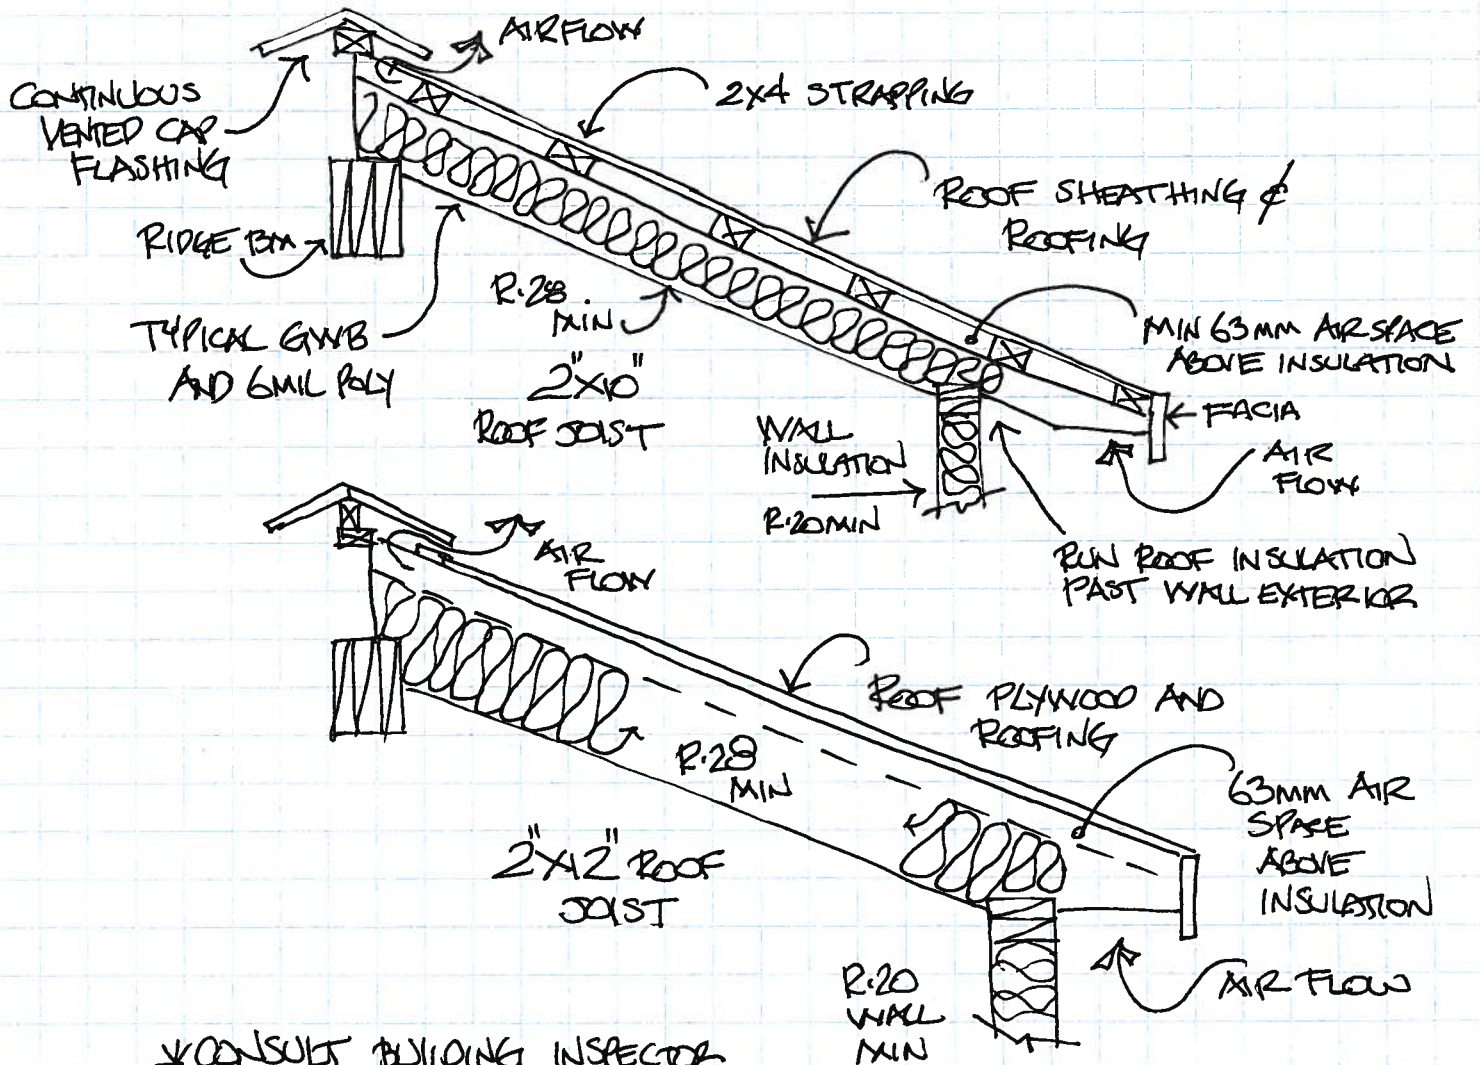 AIRFLOW
CONTINUOUS
VENTED CAP
FLASHING
2X4 STRAPPING
ROOF SHEATHING &
ROOFING
RIDGE BM
R.28.
MIN
TYPICAL GWB
AND 6MIL POLY
2"X10"
ROOF JOIST
MIN 63mm AIRSPACE
ABOVE INSULATION
FACIA
WALL
INSULATION
R.20 MIN
AIR
FLOW
RUN ROOF INSULATION
PAST WALL EXTERIOR
AIR
FLOW
ROOF PLYWOOD AND
ROOFING
R.28
MIN
63mm AIR
SPACE
ABOVE
INSULATION
2"X12" ROOF
JOIST
R.20
WALL
MIN
AIR FLOW
*CONSULT BUILDING INSPECTOR